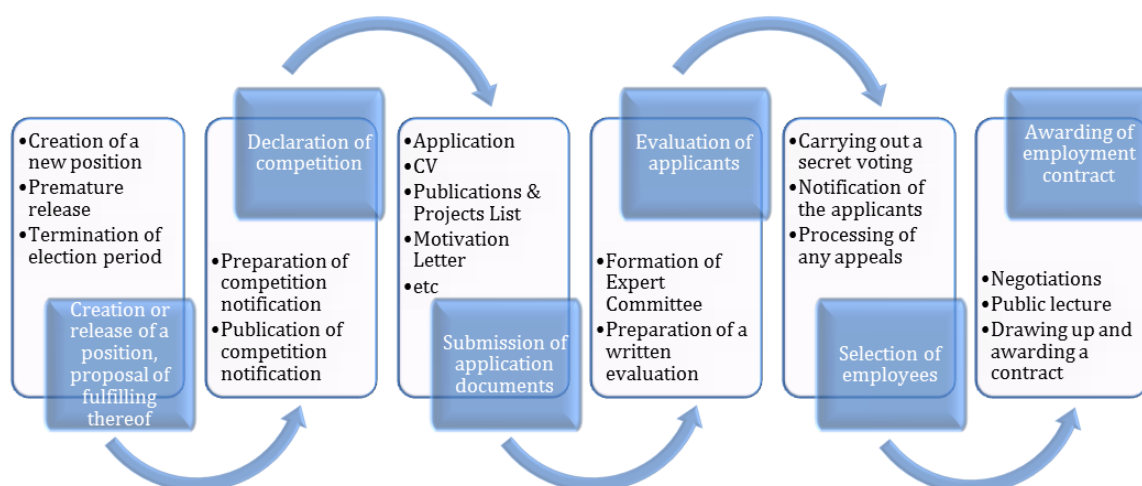 •Creation of a
new position
•Premature
release
•Termination of
election period
Creation or
release of a
position,
proposal of
fulfilling
thereof
Declaration of
competition
•Preparation of
competition
notification
•Publication of
competition
notification
•Application
•CV
•Publications &
Projects List
•Motivation
Letter
•etc
Submission of
application
documents
Evaluation of
applicants
•Formation of
Expert
Committee
•Preparation of a
written
evaluation
•Carrying out a
secret voting
•Notification of
the applicants
•Processing of
any appeals
Selection of
employees
Awarding of
employment
contract
•Negotiations
•Public lecture
•Drawing up and
awarding a
contract